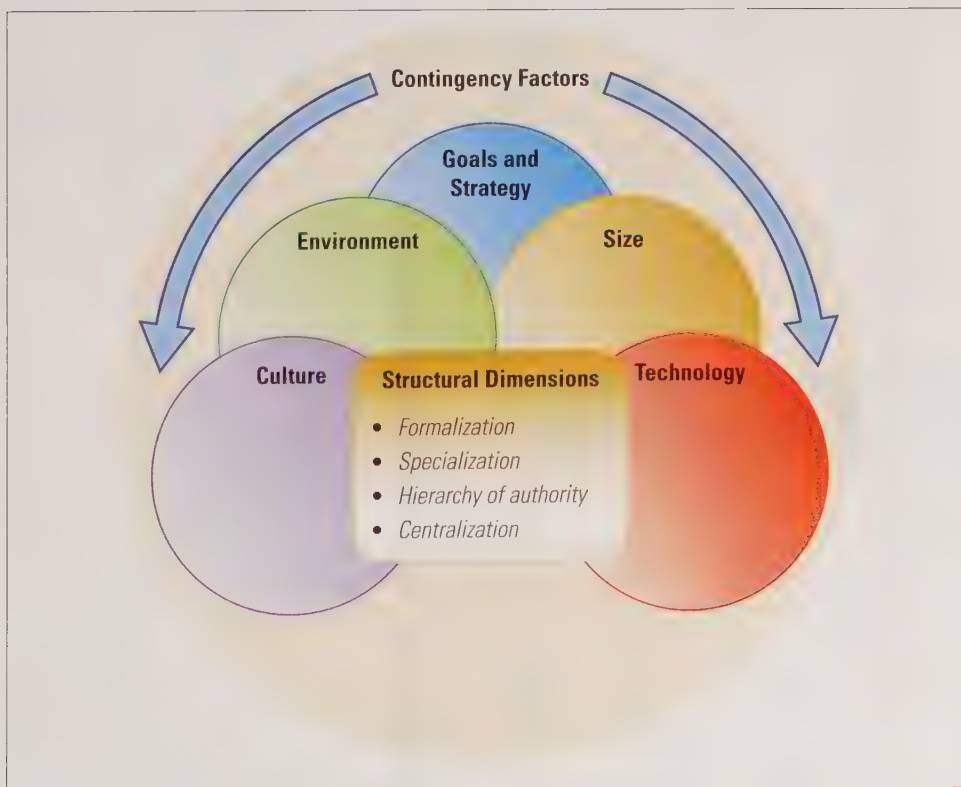 Contingency Factors
Goals and
Strategy
Environment
Size
Culture
Structural Dimensions
Technology
• Formalization
• Specialization
• Hierarchy of authority
• Centralization